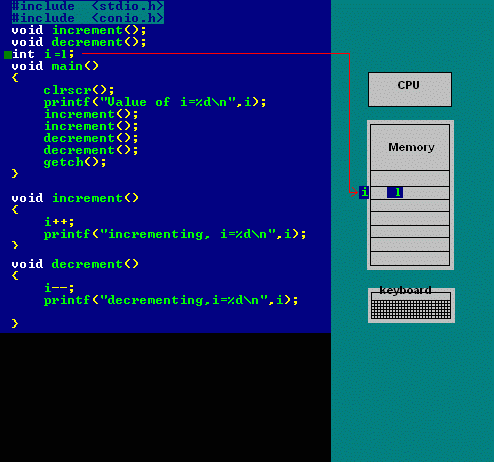 #include <stdio.h>
#include <conio.h>
void increment();
void decrement();
int i=1;
void main()
{
clrscr();
printf("Value of i=%d\n",i);
increment();
increment();
decrement();
decrement();
getch();
}
void increment()
{
i++;
printf("incrementing, i=%d\n",i);
}
void decrement()
{
i--;
printf("decrementing,i=%d\n",i);
}
CPU
Memory
i 1
keyboard